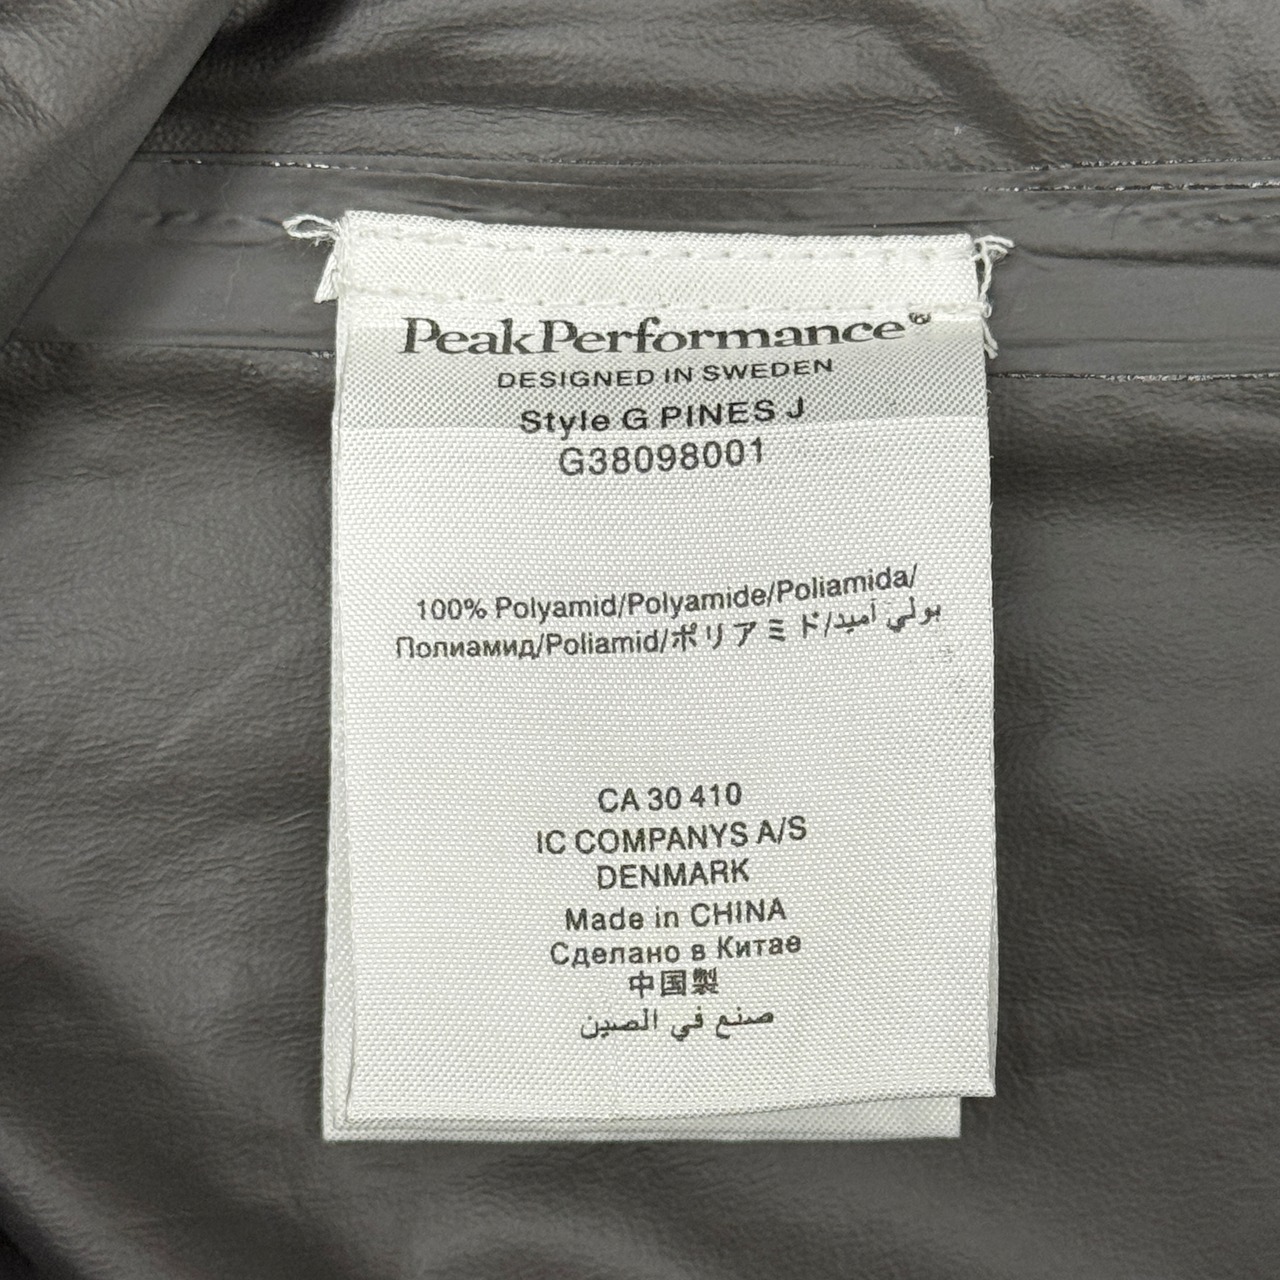 PeakPerformance®
DESIGNED IN SWEDEN
Style G PINES J
G38098001
100% Polyamid/Polyamide/Poliamida/
Полиамид/Poliamid/ポリアミド/بولي أميد
CA 30 410
IC COMPANYS A/S
DENMARK
Made in CHINA
Сделано в Китае
中国製
صنع في الصين